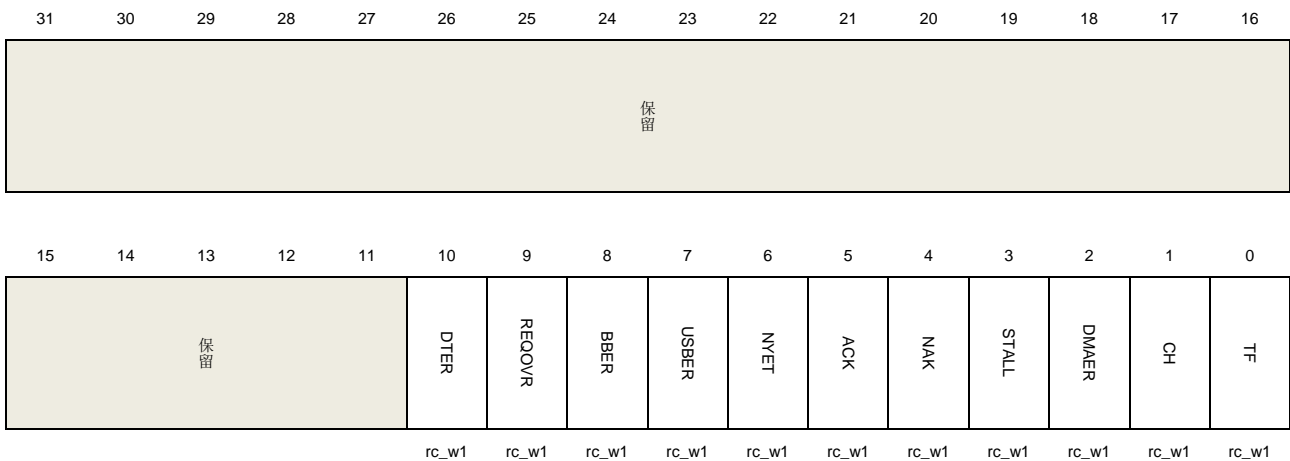 31 30 29 28 27 26 25 24 23 22 21 20 19 18 17 16
保留
15 14 13 12 11 10 9 8 7 6 5 4 3 2 1 0
保留 DTER REQOVR BBER USBER NYET ACK NAK STALL DMAER CH TF
rc_w1 rc_w1 rc_w1 rc_w1 rc_w1 rc_w1 rc_w1 rc_w1 rc_w1 rc_w1 rc_w1